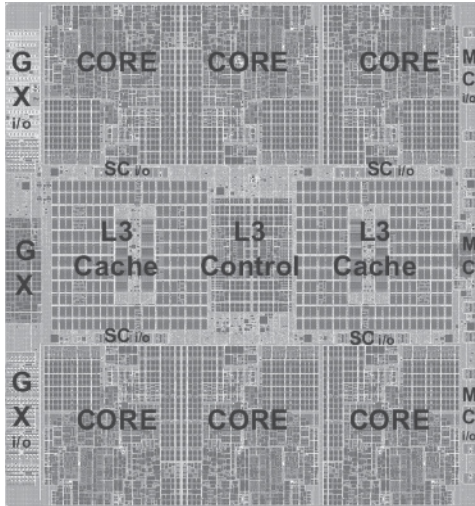 G X i/o
CORE
CORE
CORE
M C i/o
SC i/o
SC i/o
G X
L3 Cache
L3 Control
L3 Cache
M C
SC i/o
SC i/o
G X i/o
CORE
CORE
CORE
M C i/o